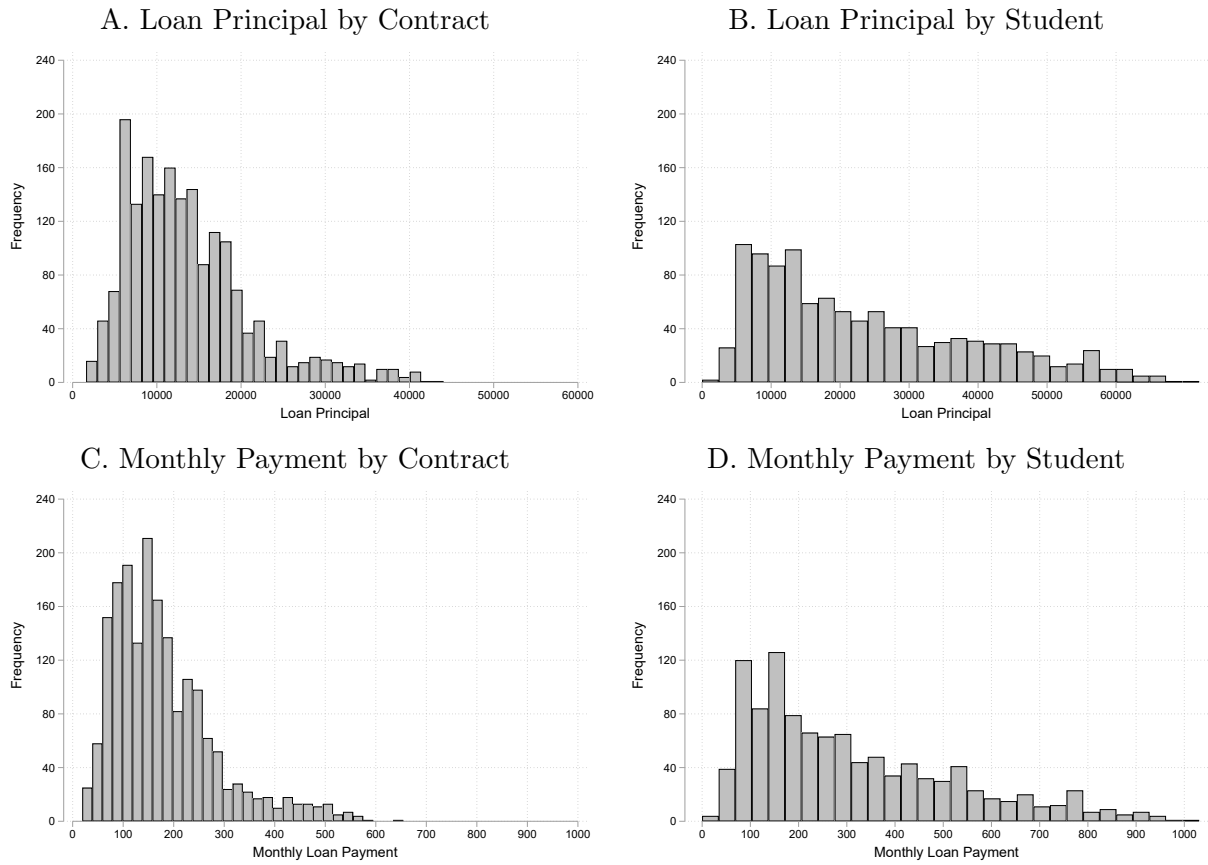 A. Loan Principal by Contract
240
200
160
120
80
40
0
Frequency
0 10000 20000 30000 40000 50000 60000
Loan Principal
B. Loan Principal by Student
240
200
160
120
80
40
0
Frequency
0 10000 20000 30000 40000 50000 60000
Loan Principal
C. Monthly Payment by Contract
240
200
160
120
80
40
0
Frequency
0 100 200 300 400 500 600 700 800 900 1000
Monthly Loan Payment
D. Monthly Payment by Student
240
200
160
120
80
40
0
Frequency
0 100 200 300 400 500 600 700 800 900 1000
Monthly Loan Payment